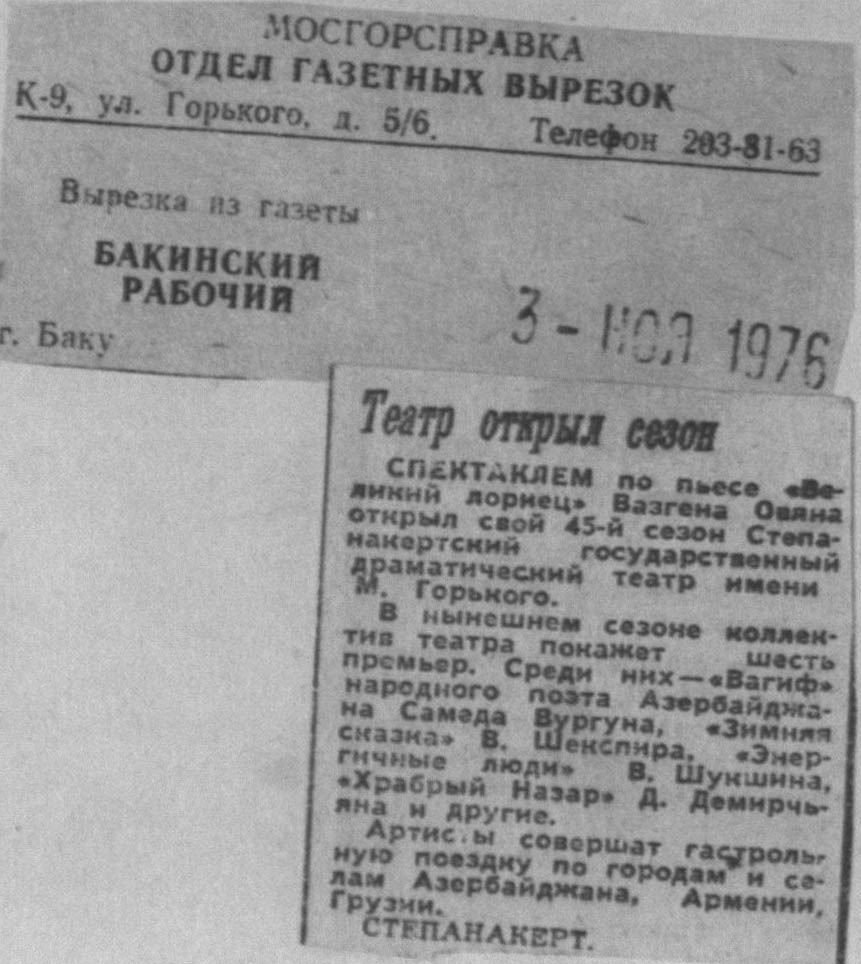 МОСГОРСПРАВКА
ОТДЕЛ ГАЗЕТНЫХ ВЫРЕЗОК
К-9, ул. Горького, д. 5/6. Телефон 203-81-63
Вырезка из газеты
БАКИНСКИЙ
РАБОЧИЙ
г. Баку
3 - НОЯ 1976
Театр открыл сезон
СПЕКТАКЛЕМ по пьесе «Ве-
ликий лориец» Вазгена Овяна
открыл свой 45-й сезон Степа-
накертский государственный
драматический театр имени
М. Горького.
В нынешнем сезоне коллек-
тив театра покажет шесть
премьер. Среди них—«Вагиф»
народного поэта Азербайджа-
на Самеда Вургуна, «Зимняя
сказка» В. Шекспира, «Энер-
гичные люди» В. Шукшина,
«Храбрый Назар» Д. Демирчь-
яна и другие.
Артисты совершат гастроль-
ную поездку по городам и се-
лам Азербайджана, Армении,
Грузии.
СТЕПАНАКЕРТ.